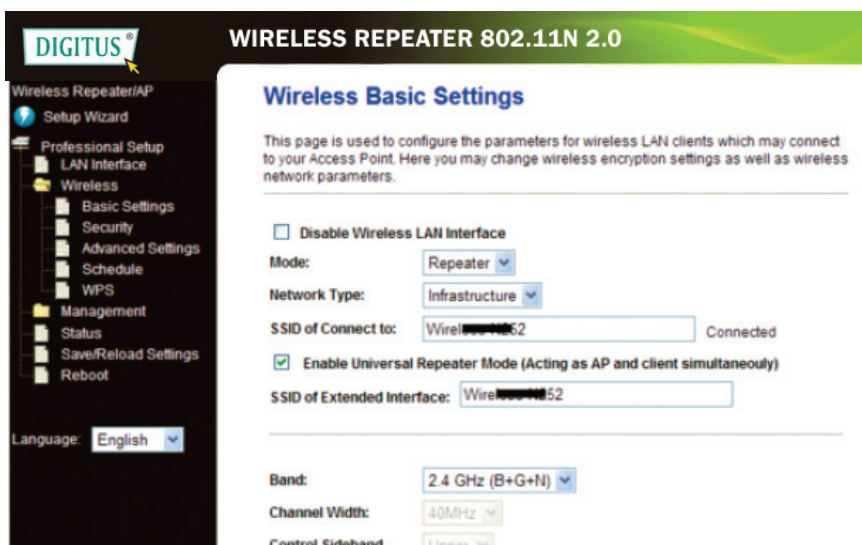 DIGITUS®
WIRELESS REPEATER 802.11N 2.0
Wireless Repeater/AP
Setup Wizard
Professional Setup
LAN Interface
Wireless
Basic Settings
Security
Advanced Settings
Schedule
WPS
Management
Status
Save/Reload Settings
Reboot
Language: English
Wireless Basic Settings
This page is used to configure the parameters for wireless LAN clients which may connect
to your Access Point. Here you may change wireless encryption settings as well as wireless
network parameters.
Disable Wireless LAN Interface
Mode: Repeater
Network Type: Infrastructure
SSID of Connect to: Connected
Enable Universal Repeater Mode (Acting as AP and client simultaneouly)
SSID of Extended Interface:
Band: 2.4 GHz (B+G+N)
Channel Width: 40MHz
Control Sideband Upper